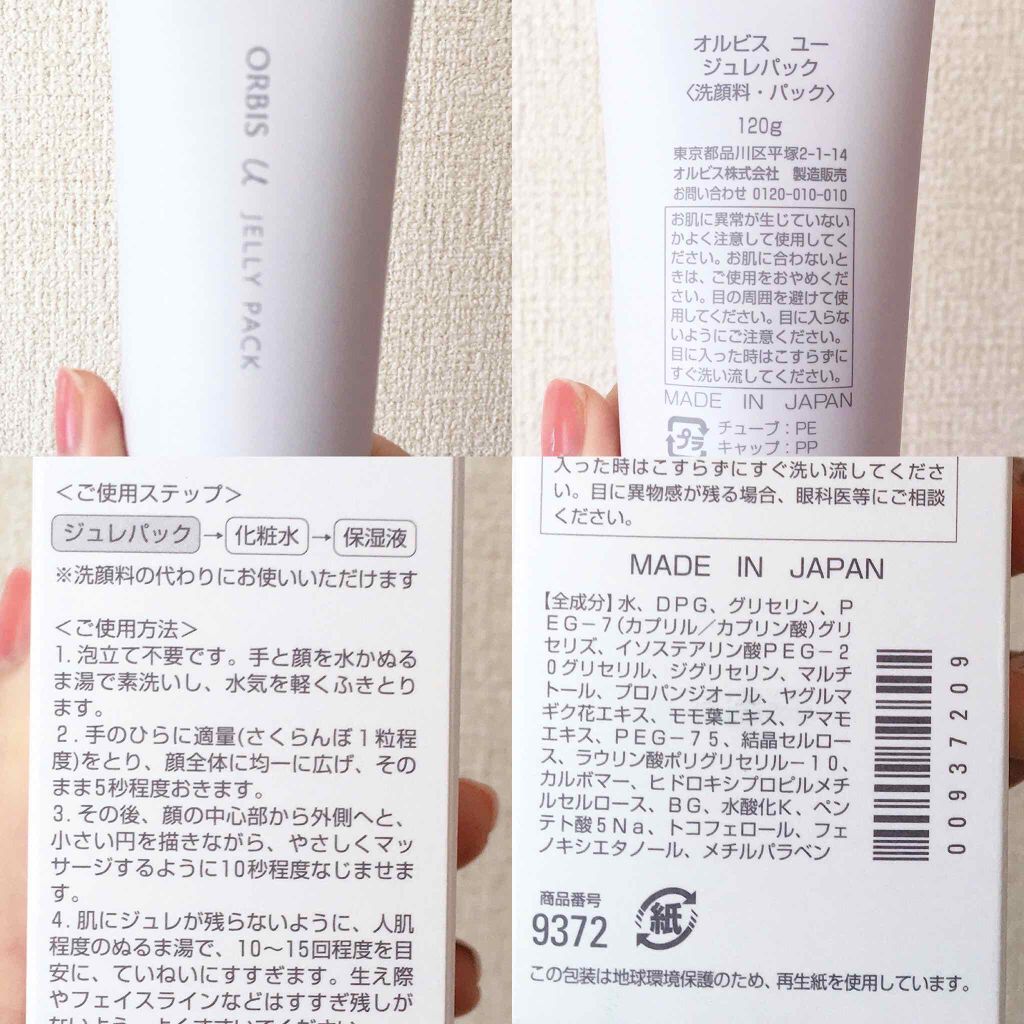 ORBIS u JELLY PACK
オルビス ユー
ジュレパック
〈洗顔料・パック〉
120g
東京都品川区平塚2-1-14
オルビス株式会社 製造販売
お問い合わせ 0120-010-010
お肌に異常が生じていない
かよく注意して使用してく
ださい。お肌に合わないと
きは、ご使用をおやめくだ
さい。目の周囲を避けて使
用してください。目に入らな
いようにご注意ください。
目に入った時はこすらずに
すぐ洗い流してください。
MADE IN JAPAN
プラ
チューブ：PE
キャップ：PP
＜ご使用ステップ＞
ジュレパック→化粧水→保湿液
※洗顔料の代わりにお使いいただけます
＜ご使用方法＞
1. 泡立て不要です。手と顔を水かぬる
ま湯で素洗いし、水気を軽くふきとり
ます。
2. 手のひらに適量(さくらんぼ1粒程
度)をとり、顔全体に均一に広げ、その
まま5秒程度おきます。
3. その後、顔の中心部から外側へと、
小さい円を描きながら、やさしくマッ
サージするように10秒程度なじませま
す。
4. 肌にジュレが残らないように、人肌
程度のぬるま湯で、10〜15回程度を目
安に、ていねいにすすぎます。生え際
やフェイスラインなどはすすぎ残しが
ないよう、よくすすいでください。
入った時はこすらずにすぐ洗い流してくださ
い。目に異物感が残る場合、眼科医等にご相談
ください。
MADE IN JAPAN
【全成分】水、DPG、グリセリン、P
EG-7(カプリル／カプリン酸)グリ
セリズ、イソステアリン酸PEG-2
0グリセリル、ジグリセリン、マルチ
トール、プロパンジオール、ヤグルマ
ギク花エキス、モモ葉エキス、アマモ
エキス、PEG-75、結晶セルロー
ス、ラウリン酸ポリグリセリル-10、
カルボマー、ヒドロキシプロピルメチ
ルセルロース、BG、水酸化K、ペン
テト酸5Na、トコフェロール、フェ
ノキシエタノール、メチルパラベン
00937209
商品番号
9372
紙
この包装は地球環境保護のため、再生紙を使用しています。